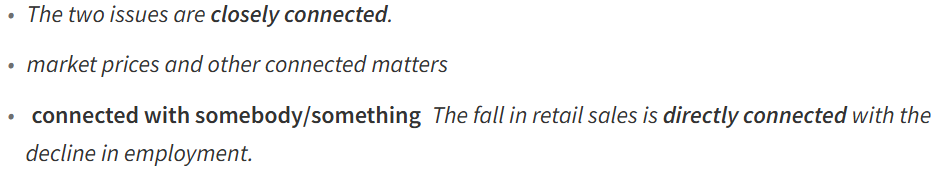 • The two issues are closely connected.
• market prices and other connected matters
• connected with somebody/something The fall in retail sales is directly connected with the
decline in employment.